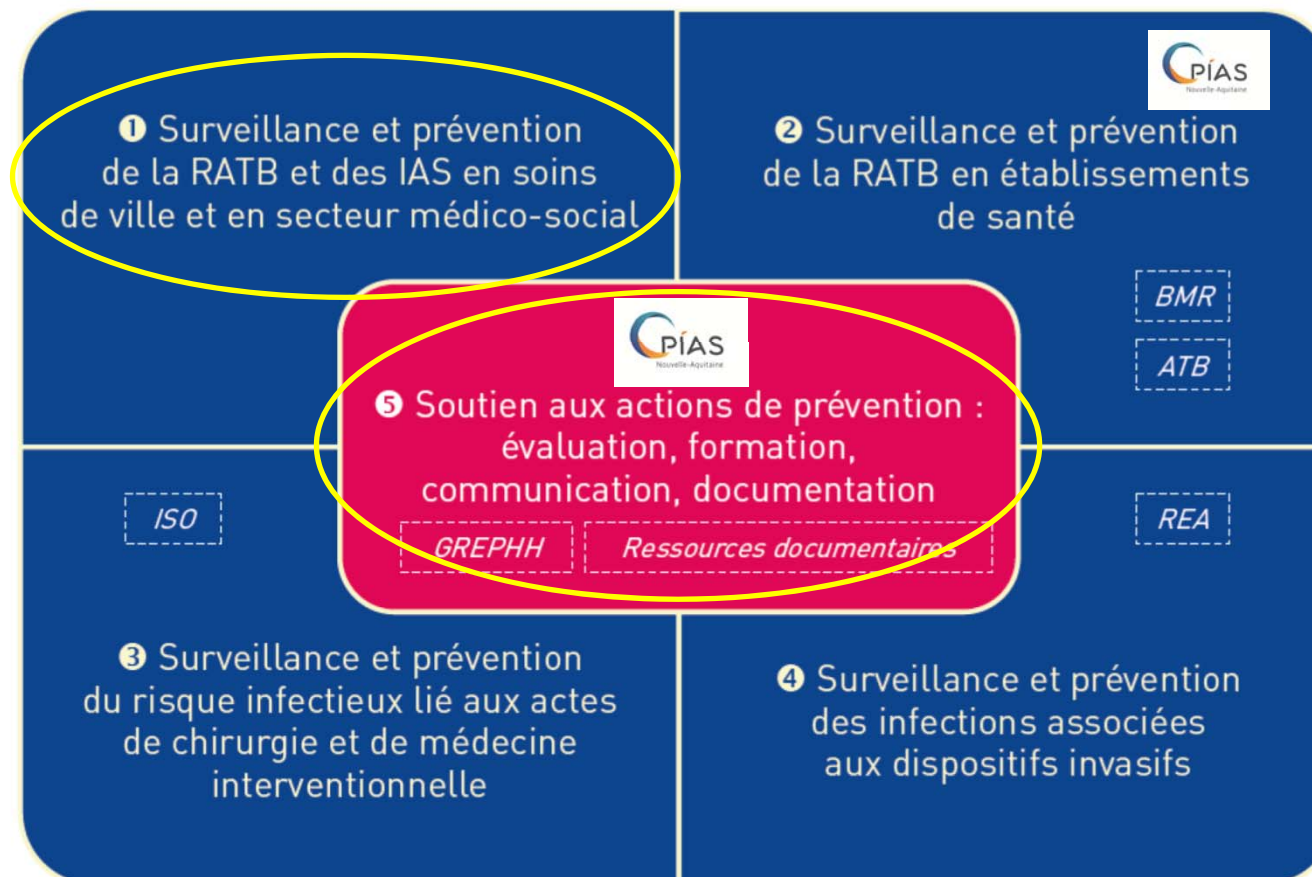 ❶ Surveillance et prévention
de la RATB et des IAS en soins
de ville et en secteur médico-social
CPÍAS
Nouvelle-Aquitaine
❷ Surveillance et prévention
de la RATB en établissements
de santé
BMR
ATB
CPÍAS
Nouvelle-Aquitaine
❺ Soutien aux actions de prévention :
évaluation, formation,
communication, documentation
GREPHH
Ressources documentaires
ISO
REA
❸ Surveillance et prévention
du risque infectieux lié aux actes
de chirurgie et de médecine
interventionnelle
❹ Surveillance et prévention
des infections associées
aux dispositifs invasifs